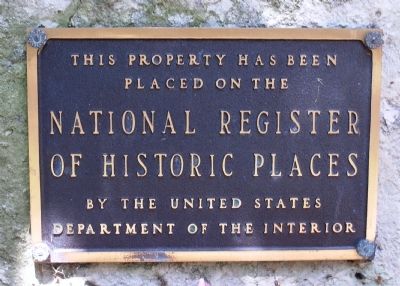 THIS PROPERTY HAS BEEN
PLACED ON THE
NATIONAL REGISTER
OF HISTORIC PLACES
BY THE UNITED STATES
DEPARTMENT OF THE INTERIOR